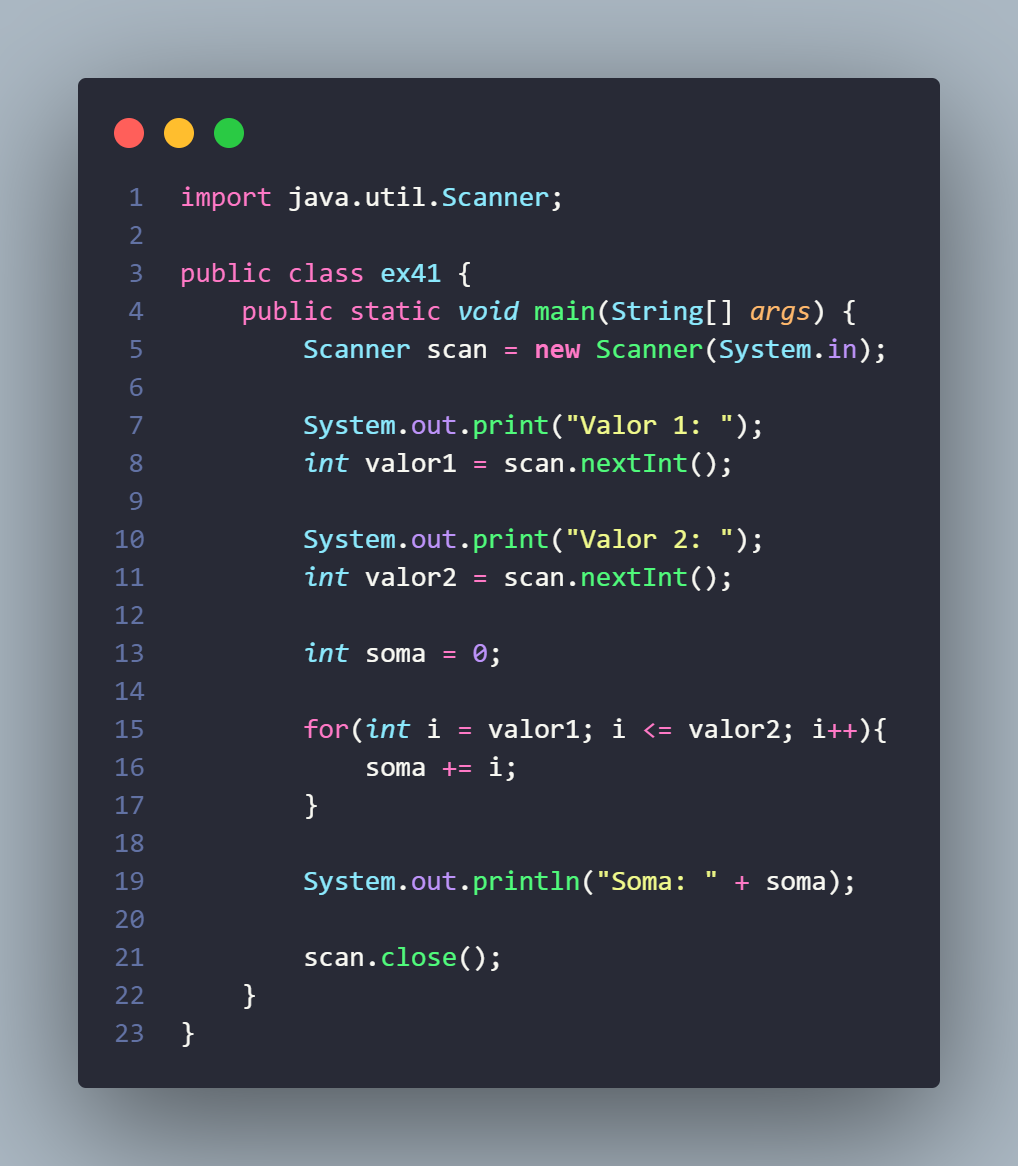 1 import java.util.Scanner;
2
3 public class ex41 {
4     public static void main(String[] args) {
5         Scanner scan = new Scanner(System.in);
6
7         System.out.print("Valor 1: ");
8         int valor1 = scan.nextInt();
9
10         System.out.print("Valor 2: ");
11         int valor2 = scan.nextInt();
12
13         int soma = 0;
14
15         for(int i = valor1; i <= valor2; i++){
16             soma += i;
17         }
18
19         System.out.println("Soma: " + soma);
20
21         scan.close();
22     }
23 }